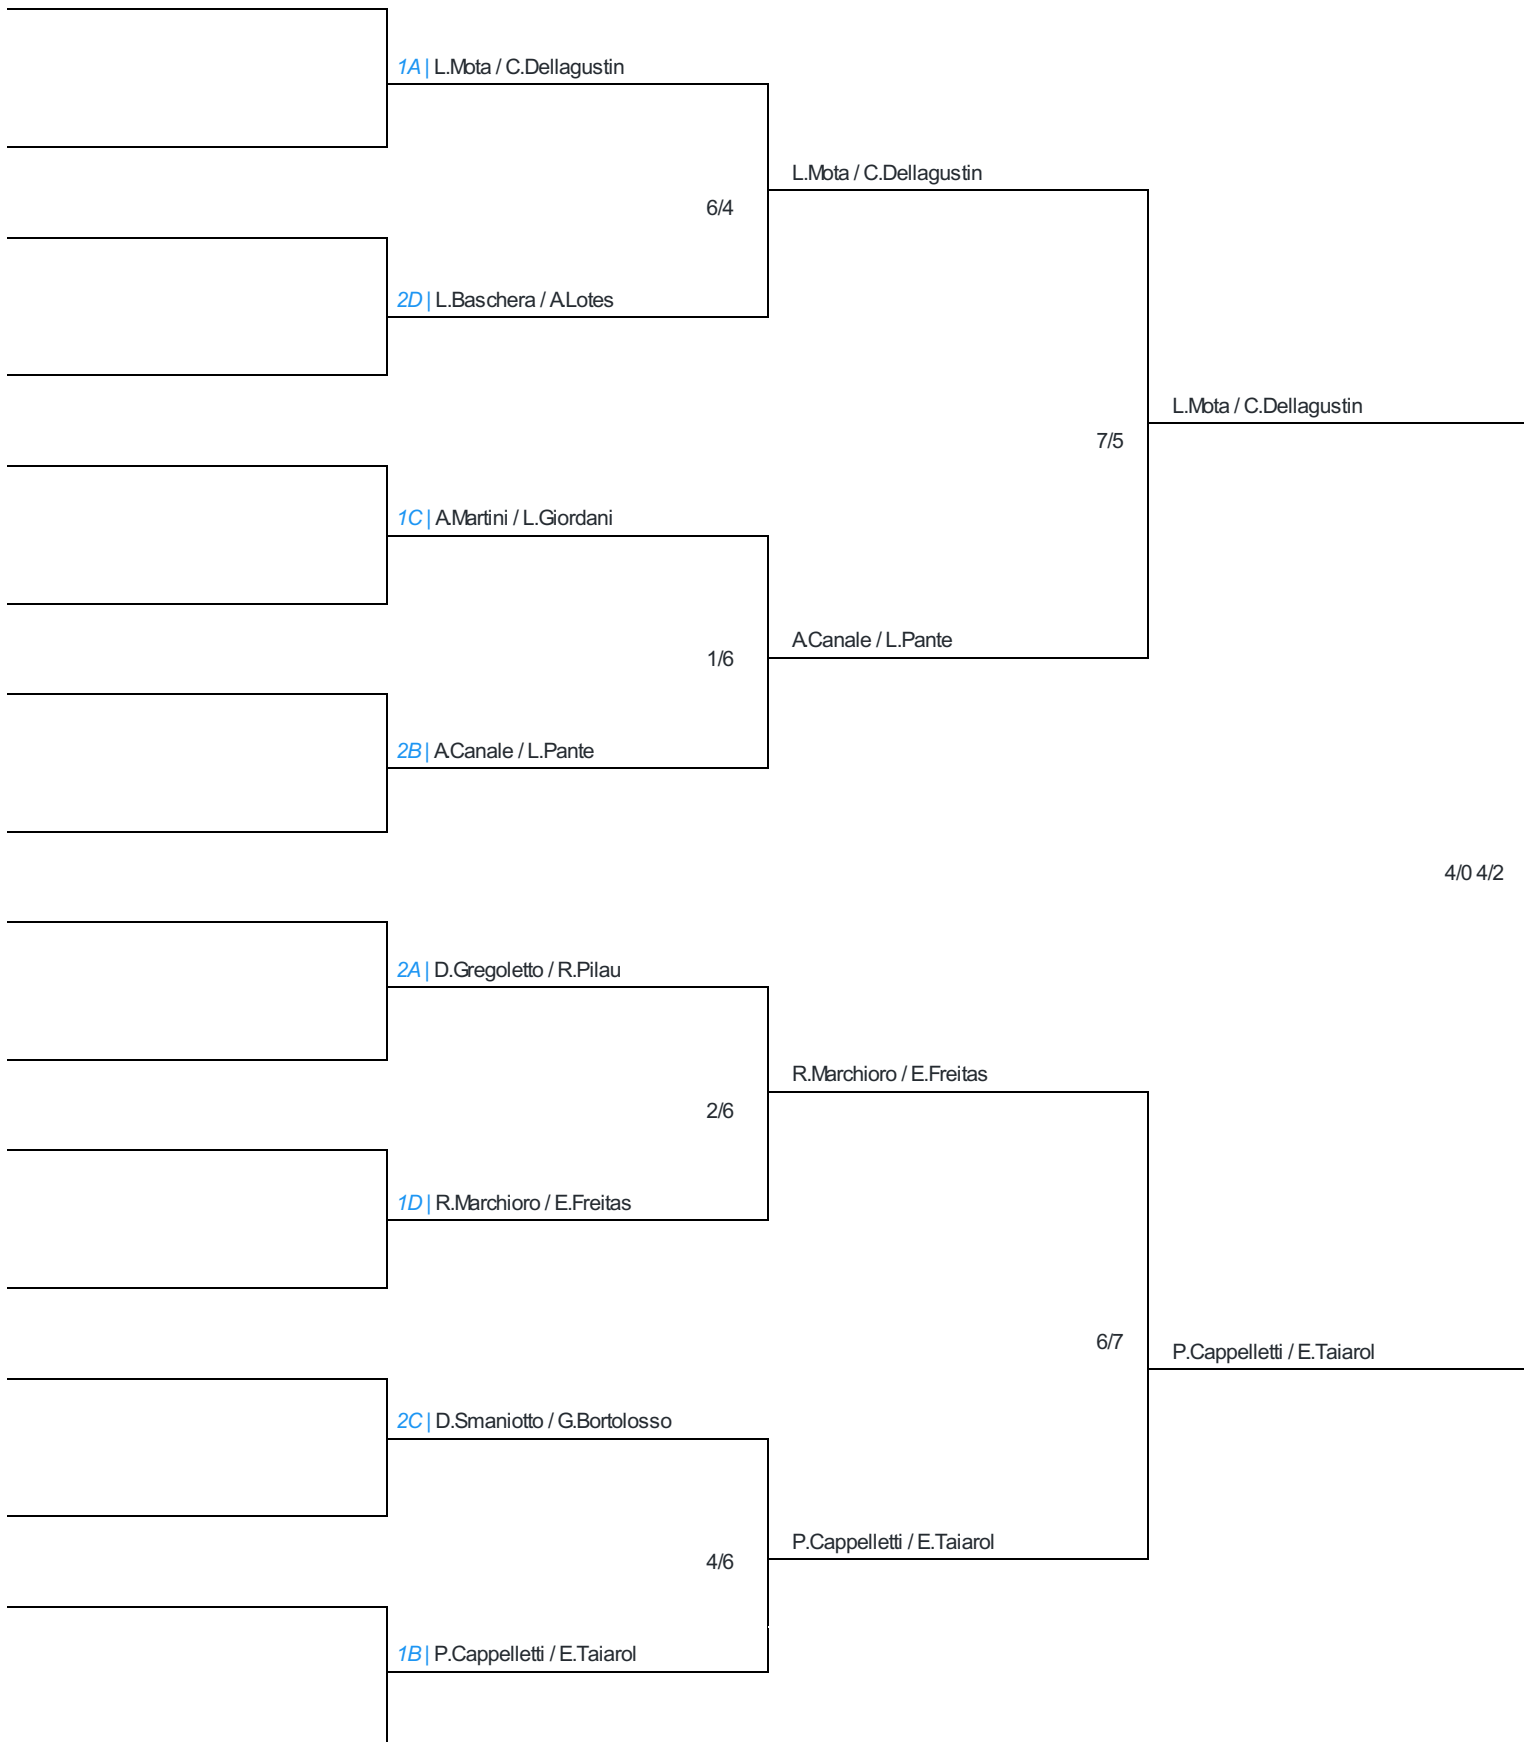 1A | L.Mota / C.Dellagustin
L.Mota / C.Dellagustin
6/4
2D | L.Baschera / A.Lotes
L.Mota / C.Dellagustin
7/5
1C | A.Martini / L.Giordani
A.Canale / L.Pante
1/6
2B | A.Canale / L.Pante
4/0 4/2
2A | D.Gregoletto / R.Pilau
R.Marchioro / E.Freitas
2/6
1D | R.Marchioro / E.Freitas
6/7
P.Cappelletti / E.Taiarol
2C | D.Smaniotto / G.Bortolosso
P.Cappelletti / E.Taiarol
4/6
1B | P.Cappelletti / E.Taiarol